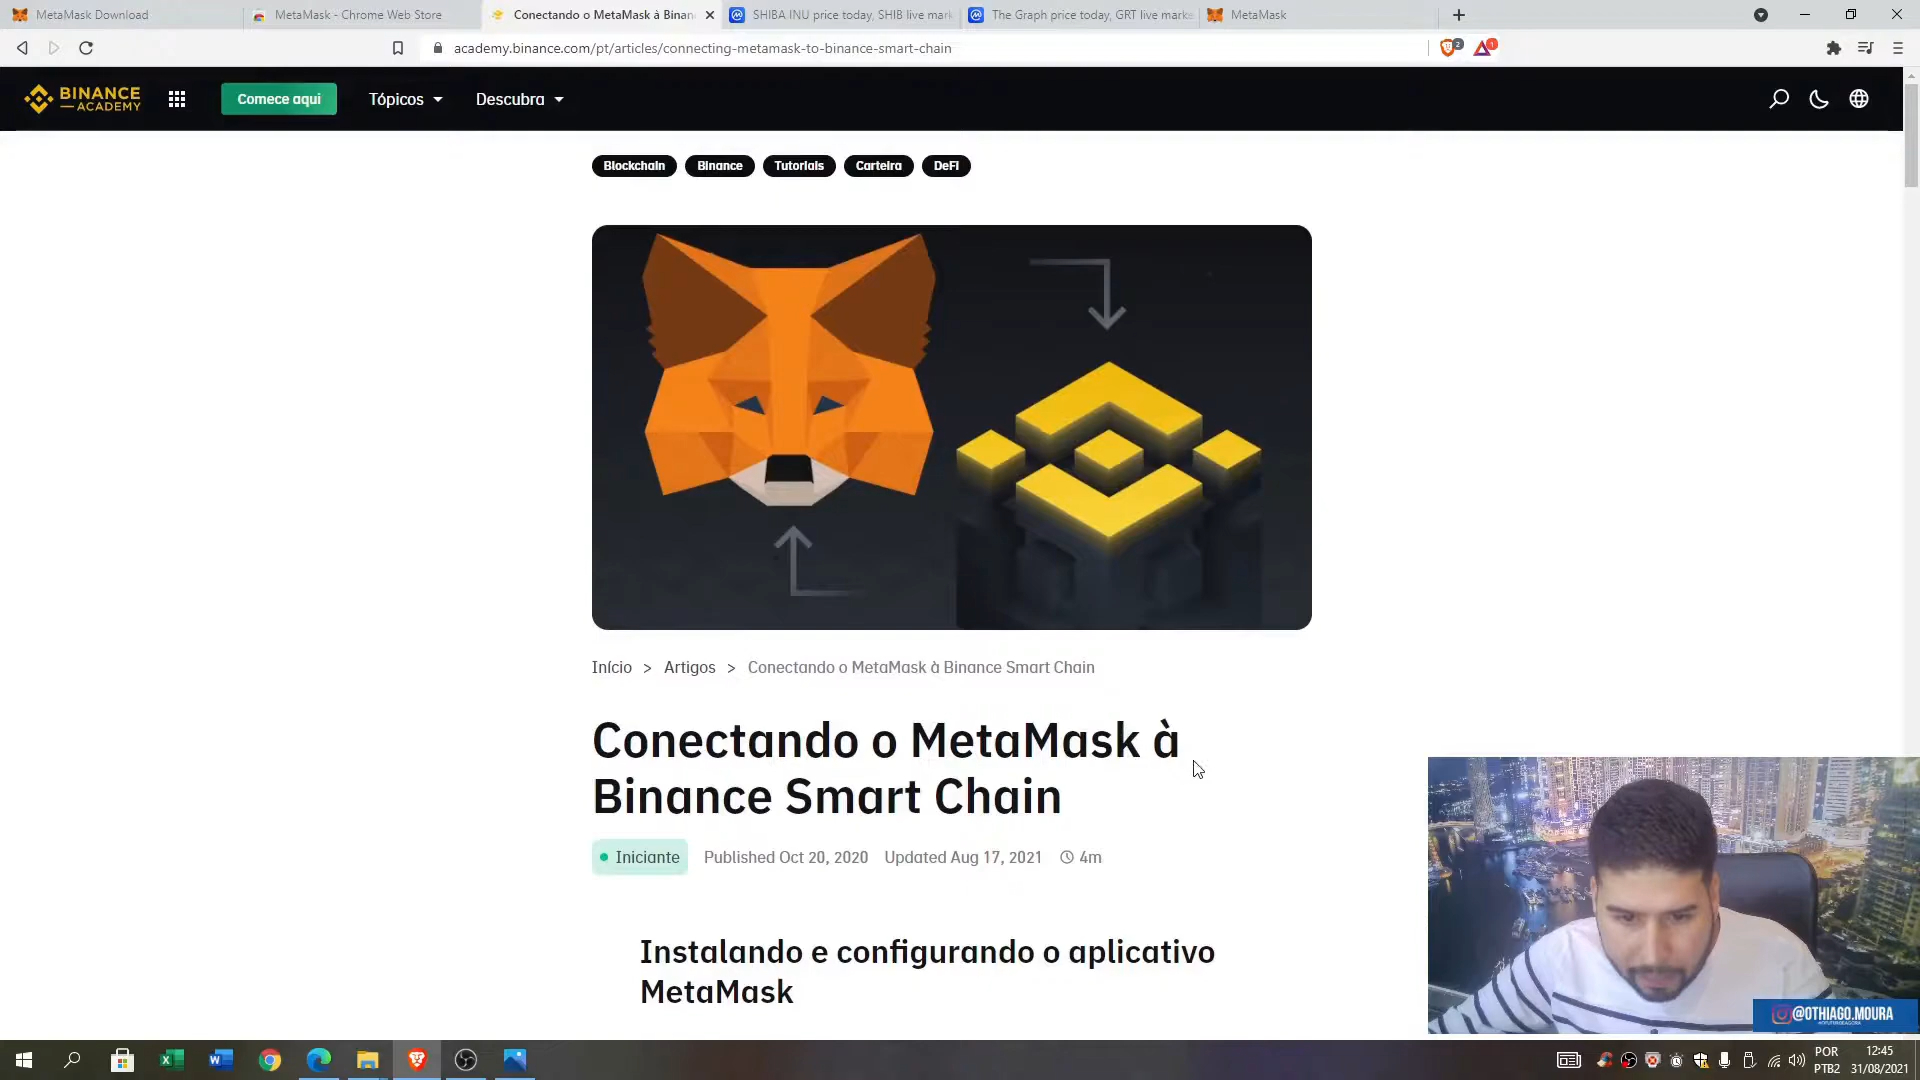 MetaMask Download
MetaMask - Chrome Web Store
Conectando o MetaMask à Binan
SHIBA INU price today, SHIB live mark
The Graph price today, GRT live marke
MetaMask
academy.binance.com/pt/articles/connecting-metamask-to-binance-smart-chain
2
1
BINANCE
ACADEMY
Comece aqui
Tópicos
Descubra
Blockchain
Binance
Tutorials
Carteira
DeFi
Início > Artigos > Conectando o MetaMask à Binance Smart Chain
Conectando o MetaMask à
Binance Smart Chain
Iniciante
Published Oct 20, 2020
Updated Aug 17, 2021
4m
Instalando e configurando o aplicativo
MetaMask
@OTHIAGO.MOURA
POR
PTB2
12:45
31/08/2021